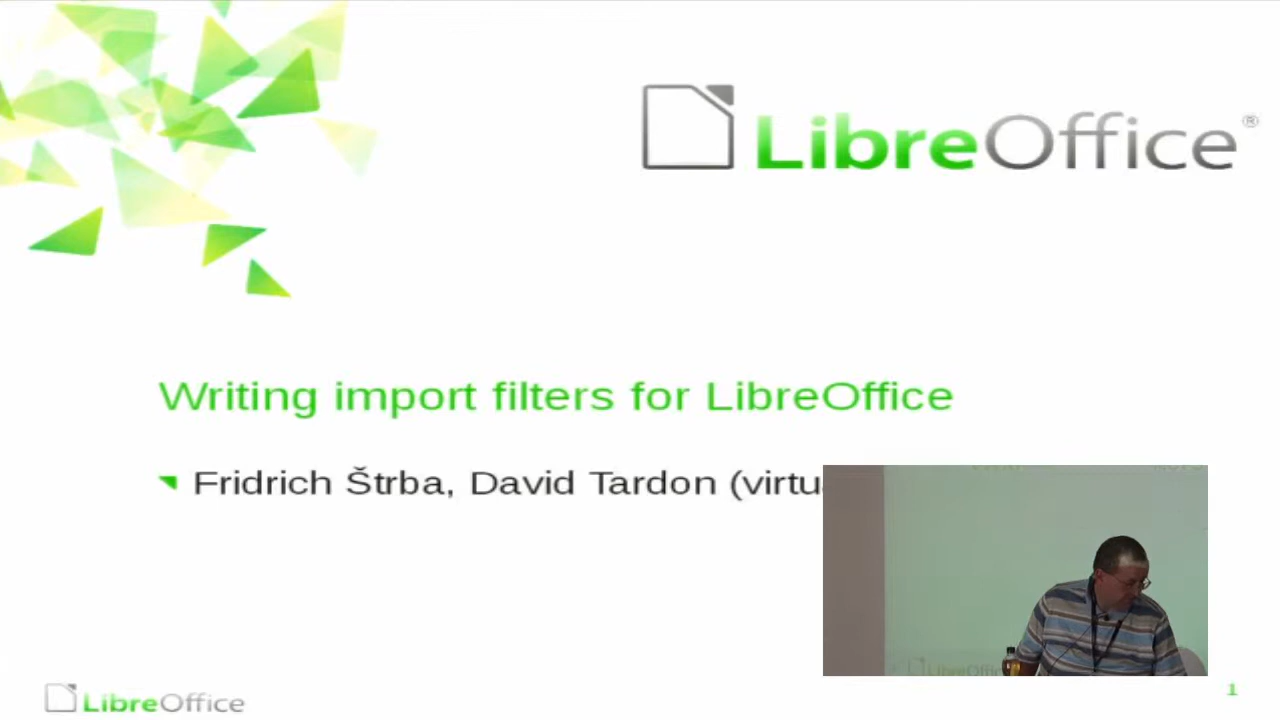 LibreOffice®
Writing import filters for LibreOffice
Fridrich Štrba, David Tardon (virtu
LibreOffice
1